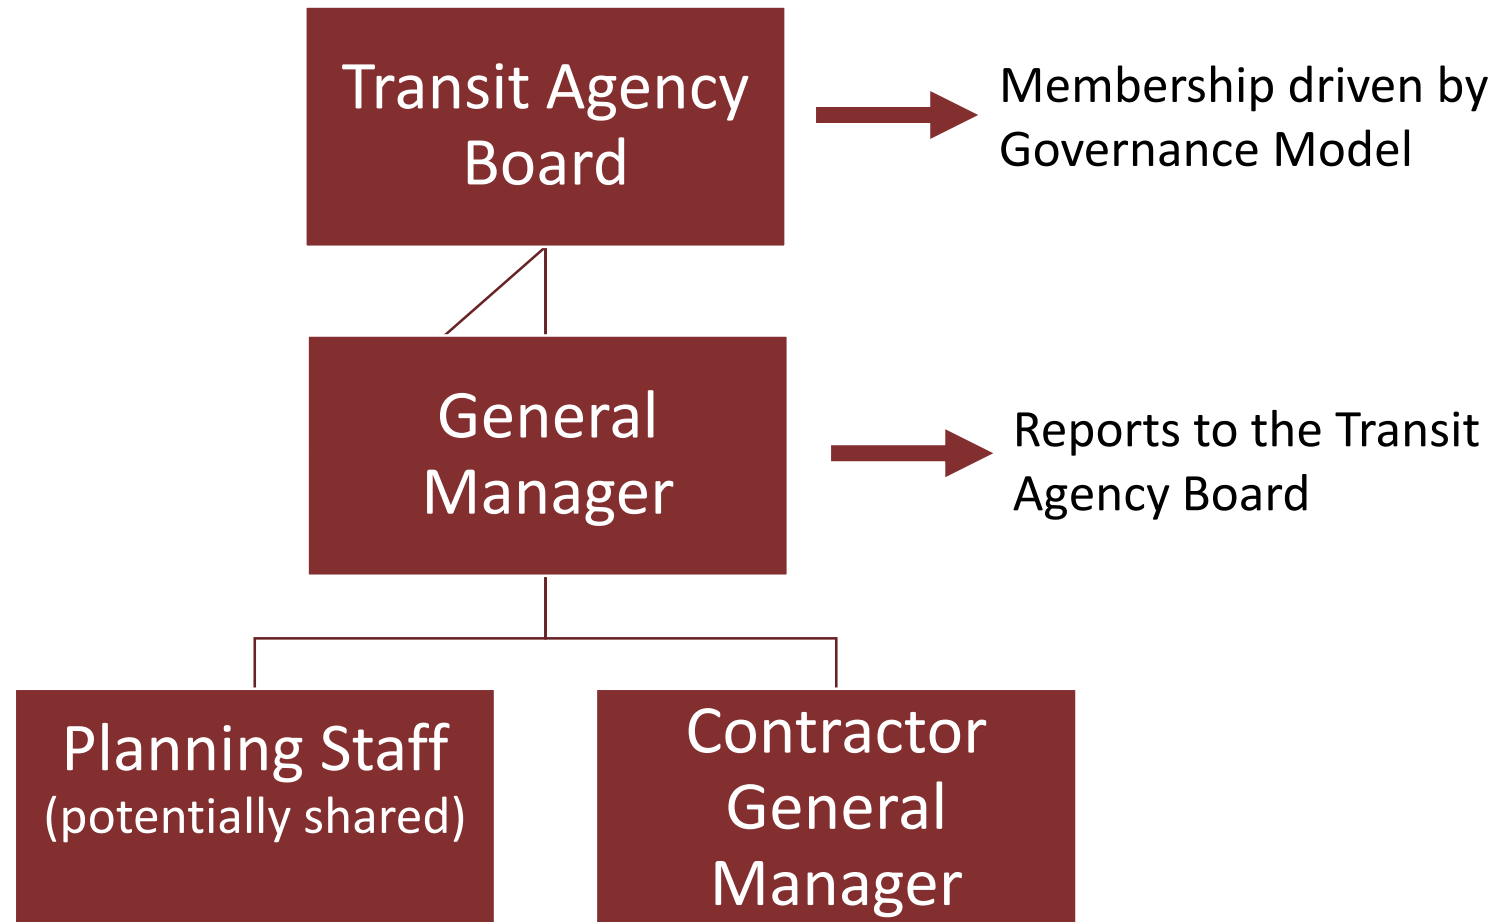 Transit Agency
Board
Membership driven by
Governance Model
General
Manager
Reports to the Transit
Agency Board
Planning Staff
(potentially shared)
Contractor
General
Manager